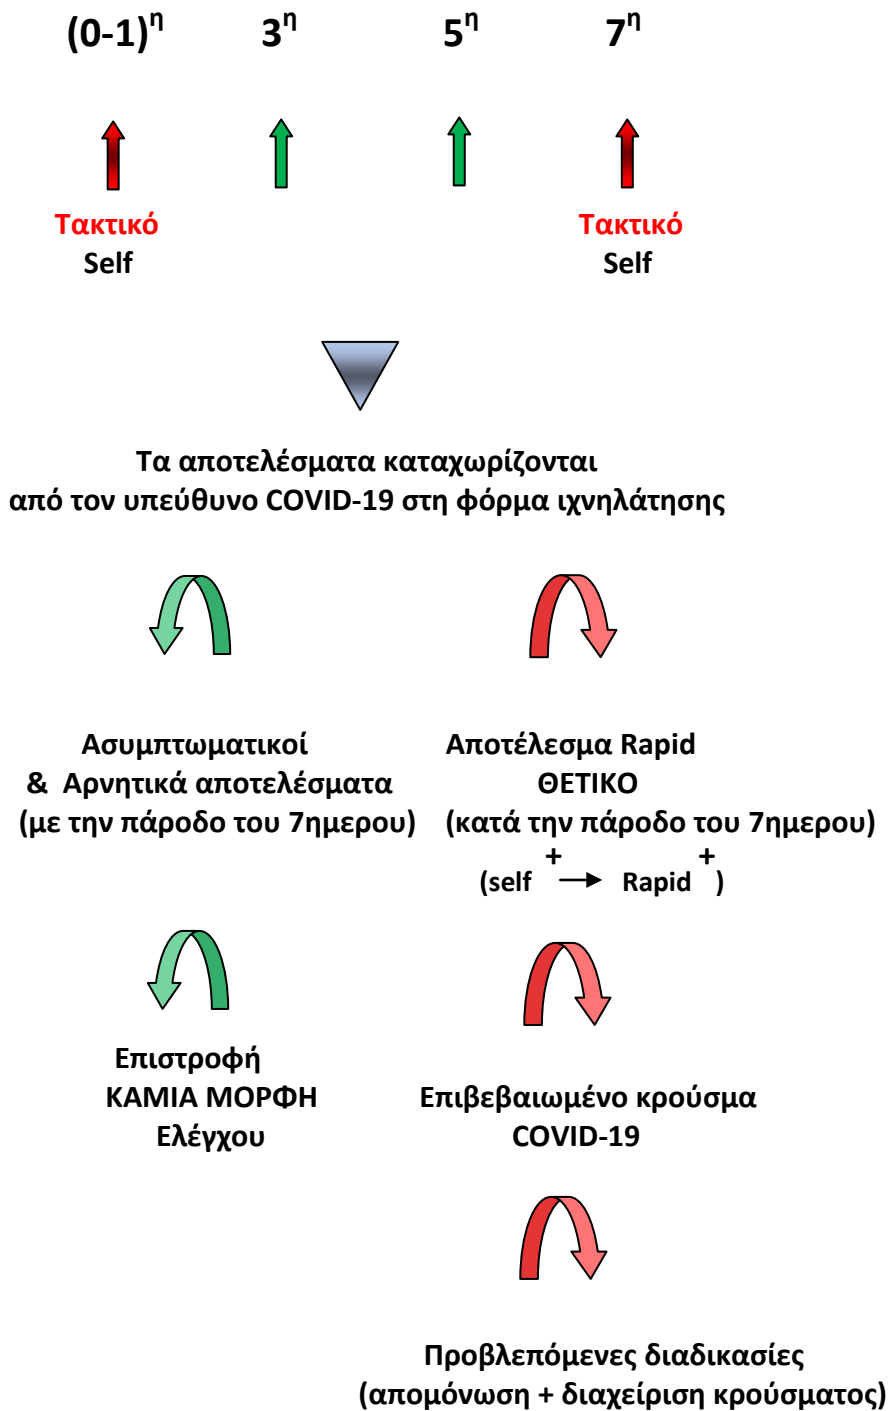 (0-1)η 3η 5η 7η
Τακτικό Τακτικό
Self Self
Τα αποτελέσματα καταχωρίζονται
από τον υπεύθυνο COVID-19 στη φόρμα ιχνηλάτησης
Ασυμπτωματικοί
& Αρνητικά αποτελέσματα
(με την πάροδο του 7ημερου)
Αποτέλεσμα Rapid
ΘΕΤΙΚΟ
(κατά την πάροδο του 7ημερου)
(self + → Rapid +)
Επιστροφή
ΚΑΜΙΑ ΜΟΡΦΗ
Ελέγχου
Επιβεβαιωμένο κρούσμα
COVID-19
Προβλεπόμενες διαδικασίες
(απομόνωση + διαχείριση κρούσματος)